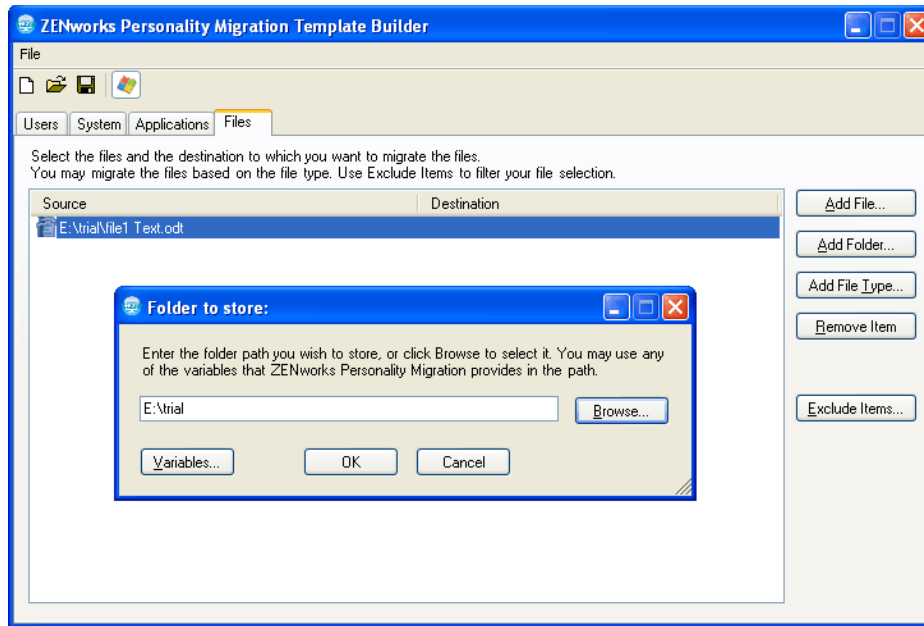 ZENworks Personality Migration Template Builder
File
Users System Applications Files
Select the files and the destination to which you want to migrate the files.
You may migrate the files based on the file type. Use Exclude Items to filter your file selection.
Source Destination
E:\trial\file1 Text.odt
Add File...
Add Folder...
Add File Type...
Remove Item
Exclude Items...
Folder to store:
Enter the folder path you wish to store, or click Browse to select it. You may use any
of the variables that ZENworks Personality Migration provides in the path.
E:\trial
Browse...
Variables... OK Cancel